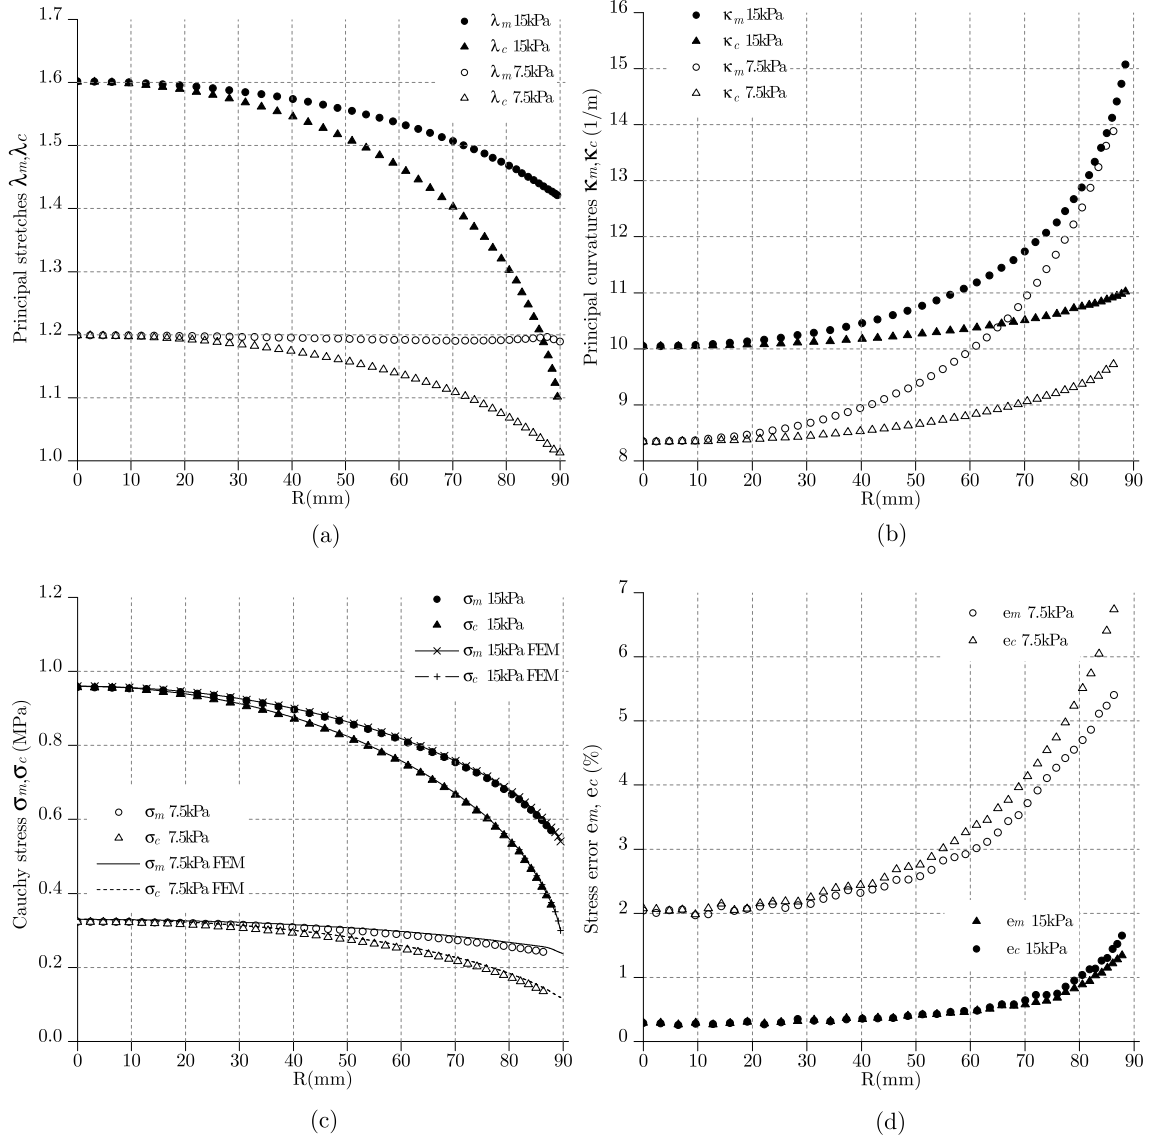 Principal stretches λm,λc
1.7
1.6
1.5
1.4
1.3
1.2
1.1
1.0
λm 15kPa
λc 15kPa
λm 7.5kPa
λc 7.5kPa
0 10 20 30 40 50 60 70 80 90
R(mm)
(a)
Principal curvatures κm,κc (1/m)
16
15
14
13
12
11
10
9
8
κm 15kPa
κc 15kPa
κm 7.5kPa
κc 7.5kPa
0 10 20 30 40 50 60 70 80 90
R(mm)
(b)
Cauchy stress σm,σc (MPa)
1.2
1.0
0.8
0.6
0.4
0.2
0.0
σm 15kPa
σc 15kPa
σm 15kPa FEM
σc 15kPa FEM
σm 7.5kPa
σc 7.5kPa
σm 7.5kPa FEM
σc 7.5kPa FEM
0 10 20 30 40 50 60 70 80 90
R(mm)
(c)
Stress error em, ec (%)
7
6
5
4
3
2
1
0
em 7.5kPa
ec 7.5kPa
em 15kPa
ec 15kPa
0 10 20 30 40 50 60 70 80 90
R(mm)
(d)